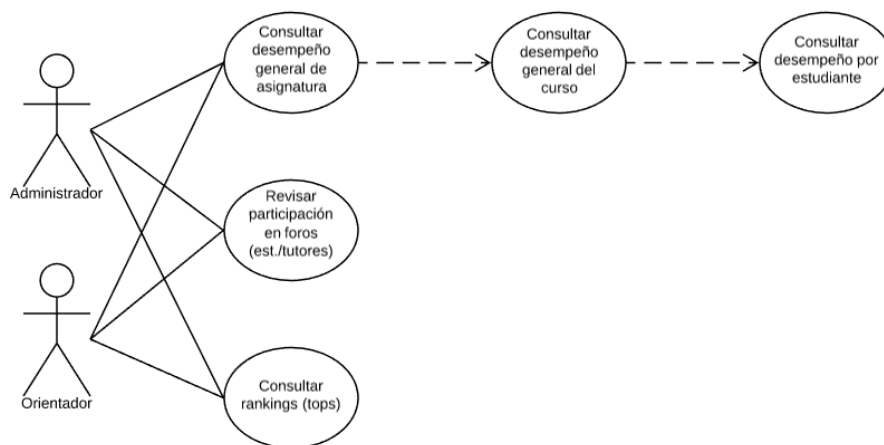 Consultar
desempeño
general de
asignatura
Consultar
desempeño
general del
curso
Consultar
desempeño por
estudiante
Administrador
Revisar
participación
en foros
(est./tutores)
Orientador
Consultar
rankings (tops)